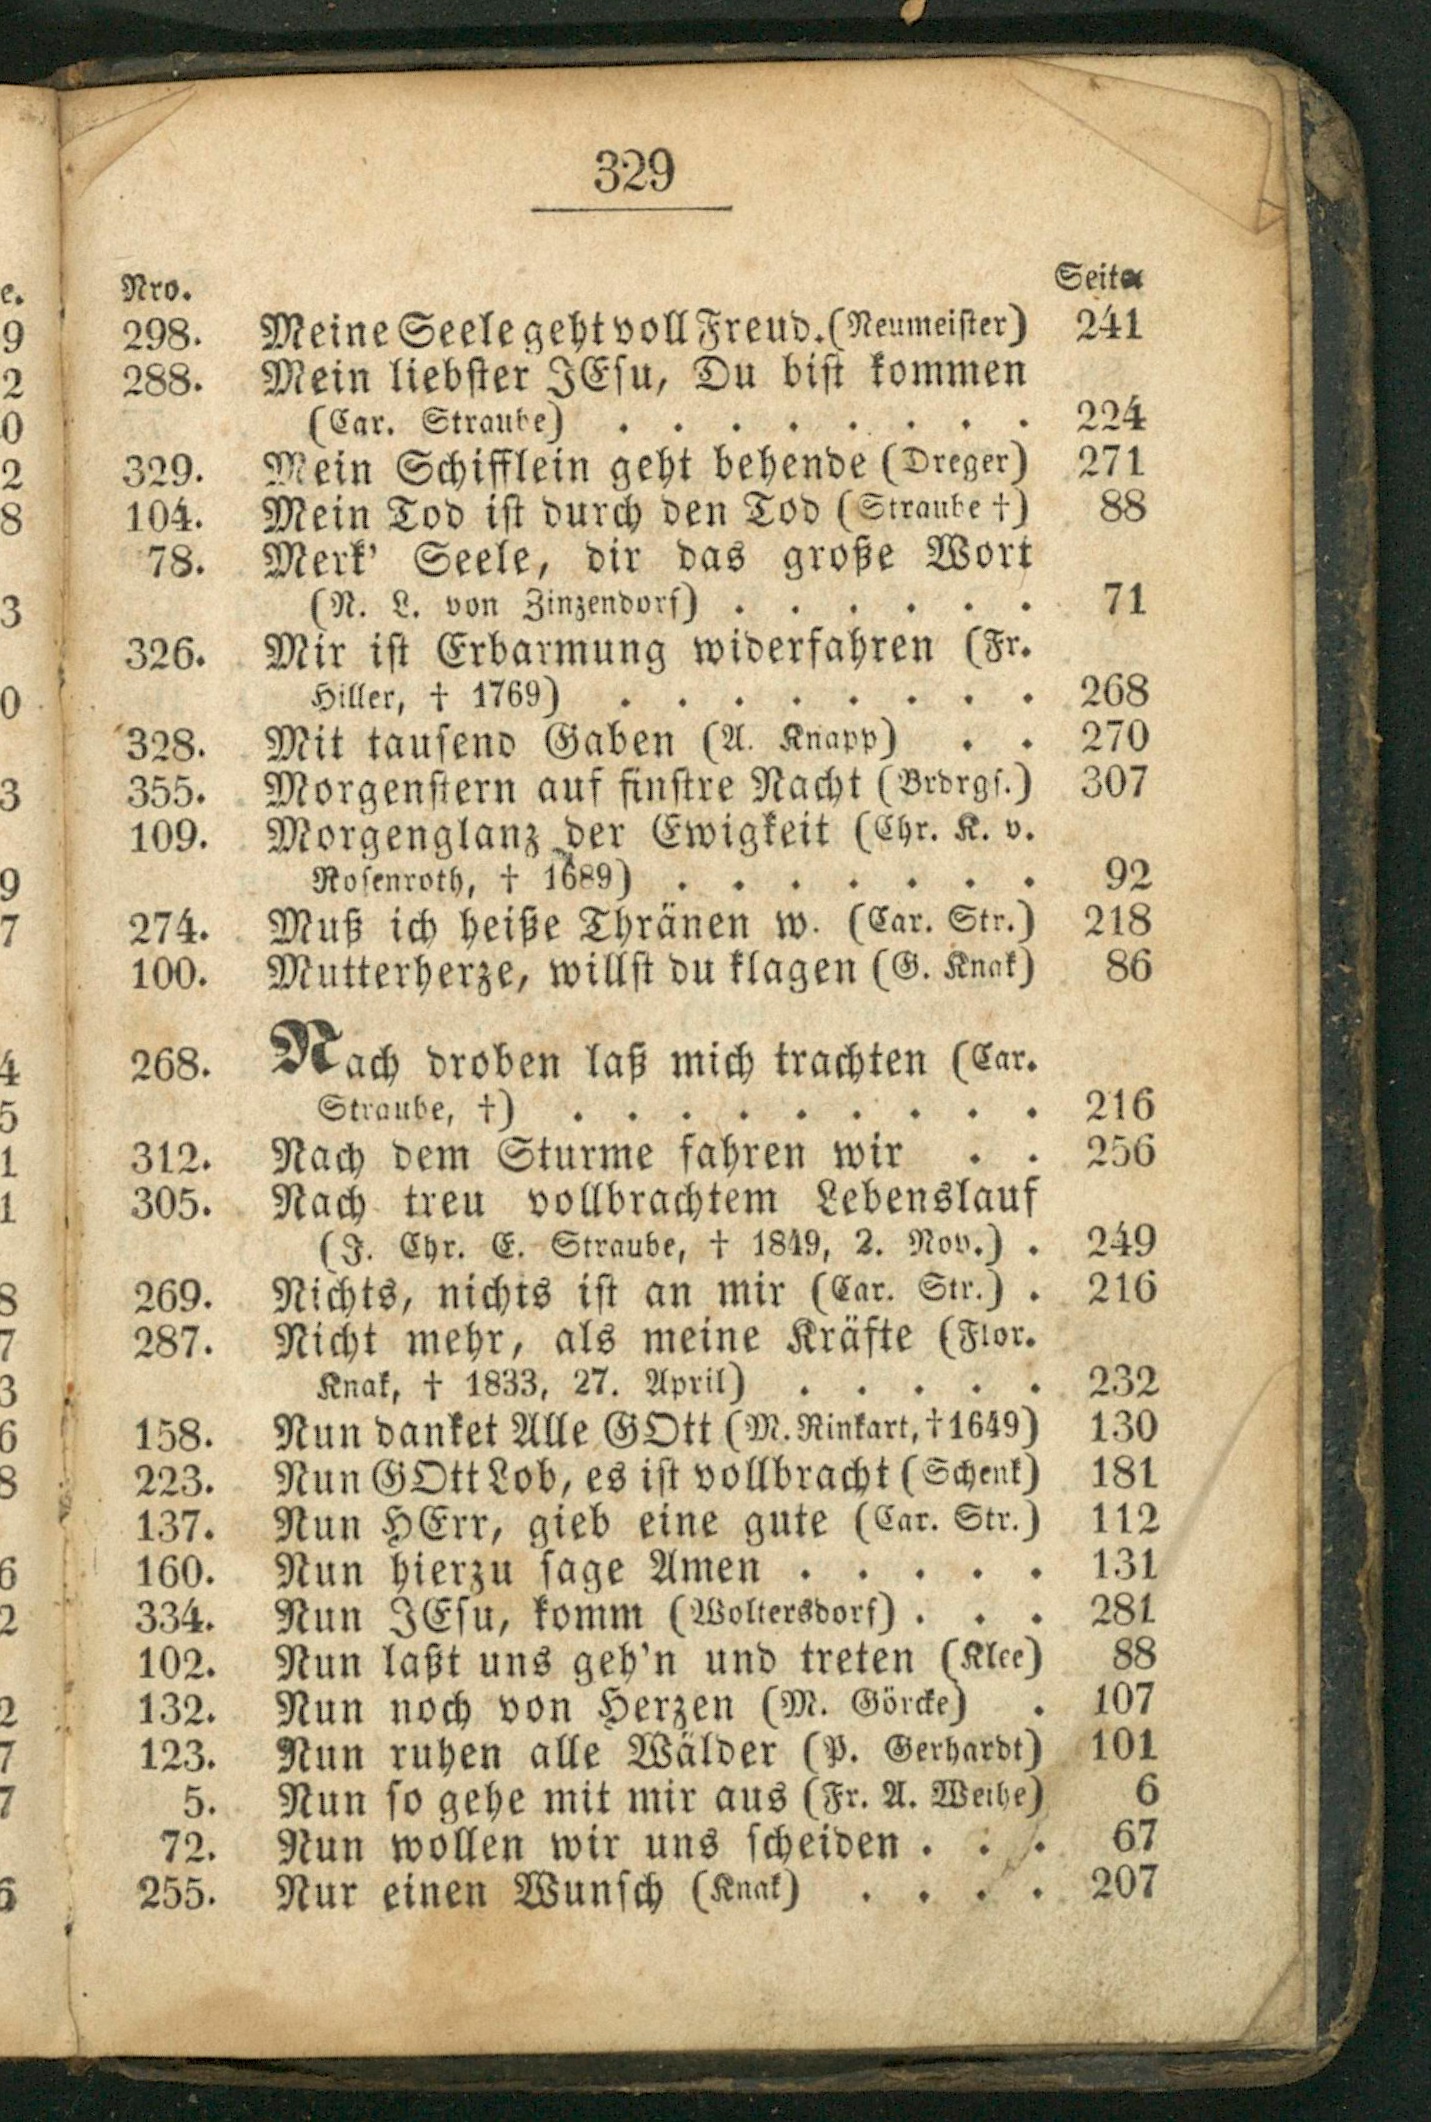 329
Nro. Seite
298. Meine Seele geht voll Freud. (Neumeister) 241
288. Mein liebster JEsu, Du bist kommen
(Car. Straube) . . . . . . . . 224
329. Mein Schifflein geht behende (Dreger) 271
104. Mein Tod ist durch den Tod (Straube †) 88
78. Merk' Seele, dir das große Wort
(N. L. von Zinzendorf) . . . . . . 71
326. Mir ist Erbarmung widerfahren (Fr.
Hiller, † 1769) . . . . . . . . 268
328. Mit tausend Gaben (A. Knapp) . . 270
355. Morgenstern auf finstre Nacht (Brdrgs.) 307
109. Morgenglanz der Ewigkeit (Chr. K. v.
Rosenroth, † 1689) . . . . . . . 92
274. Muß ich heiße Thränen w. (Car. Str.) 218
100. Mutterherze, willst du klagen (G. Knak) 86
268. Nach droben laß mich trachten (Car.
Straube, †) . . . . . . . . . 216
312. Nach dem Sturme fahren wir . . 256
305. Nach treu vollbrachtem Lebenslauf
(J. Chr. E. Straube, † 1849, 2. Nov.) . 249
269. Nichts, nichts ist an mir (Car. Str.) . 216
287. Nicht mehr, als meine Kräfte (Flor.
Knak, † 1833, 27. April) . . . . . 232
158. Nun danket Alle GOtt (M. Rinkart, † 1649) 130
223. Nun GOtt Lob, es ist vollbracht (Schenk) 181
137. Nun HErr, gieb eine gute (Car. Str.) 112
160. Nun hierzu sage Amen . . . . . 131
334. Nun JEsu, komm (Woltersdorf) . . . 281
102. Nun laßt uns geh'n und treten (Klee) 88
132. Nun noch von Herzen (M. Görcke) . 107
123. Nun ruhen alle Wälder (P. Gerhardt) 101
5. Nun so gehe mit mir aus (Fr. A. Weihe) 6
72. Nun wollen wir uns scheiden . . . 67
255. Nur einen Wunsch (Knak) . . . . 207